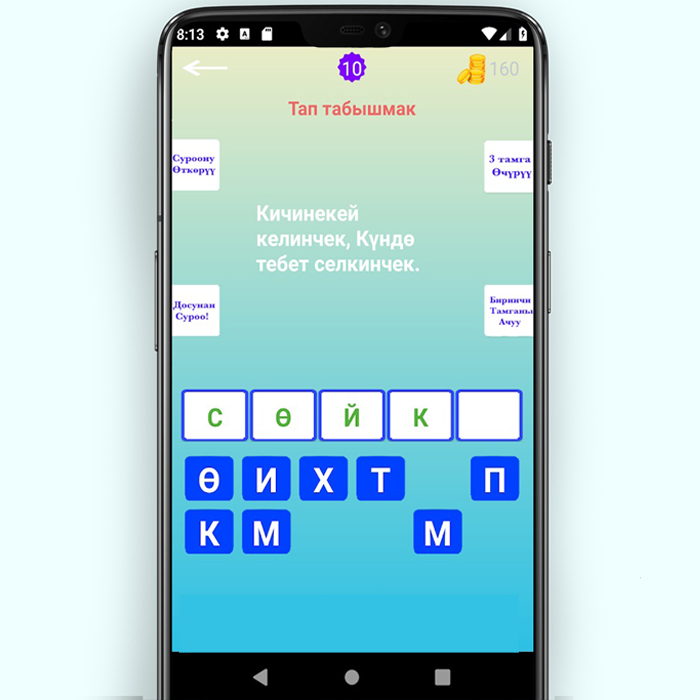 8:13
10
160
Тап табышмак
Суроону
Өткөрүү
3 тамга
Өчүрүү
Кичинекей
келинчек, Күндө
тебет селкинчек.
Досунан
Суроо!
Биринчи
Тамганы
Ачуу
С Ө Й К
Ө И Х Т П
К М М